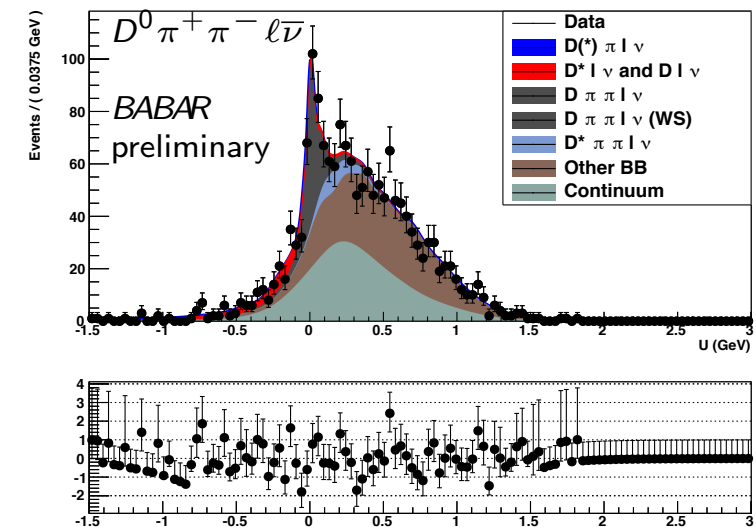 D⁰ π⁺ π⁻ ℓν̅
BABAR
preliminary
Data
D(*) π l ν
D* l ν and D l ν
D π π l ν
D π π l ν (WS)
D* π π l ν
Other BB
Continuum
Events / ( 0.0375 GeV )
100
80
60
40
20
0
-1.5 -1 -0.5 0 0.5 1 1.5 2 2.5 3
U (GeV)
4
3
2
1
0
-1
-2
-1.5 -1 -0.5 0 0.5 1 1.5 2 2.5 3